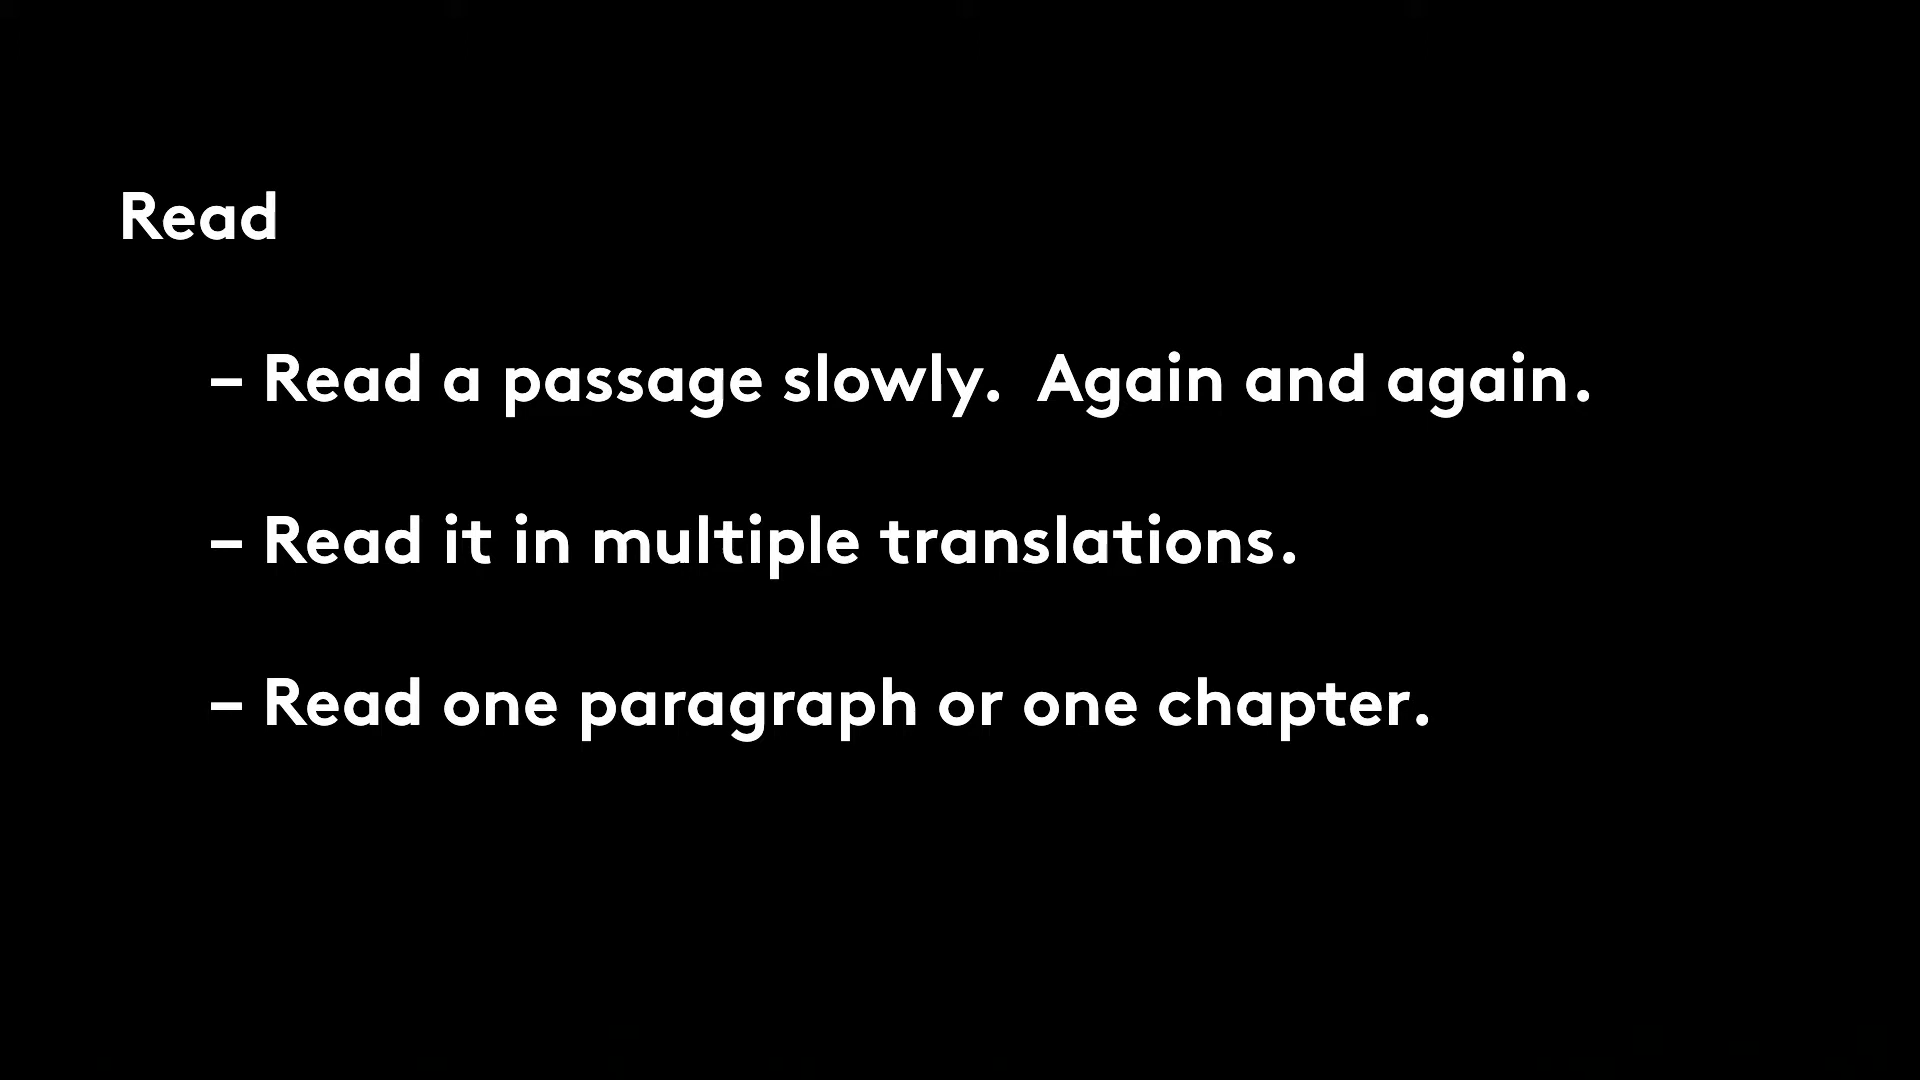 Read
– Read a passage slowly.  Again and again.
– Read it in multiple translations.
– Read one paragraph or one chapter.